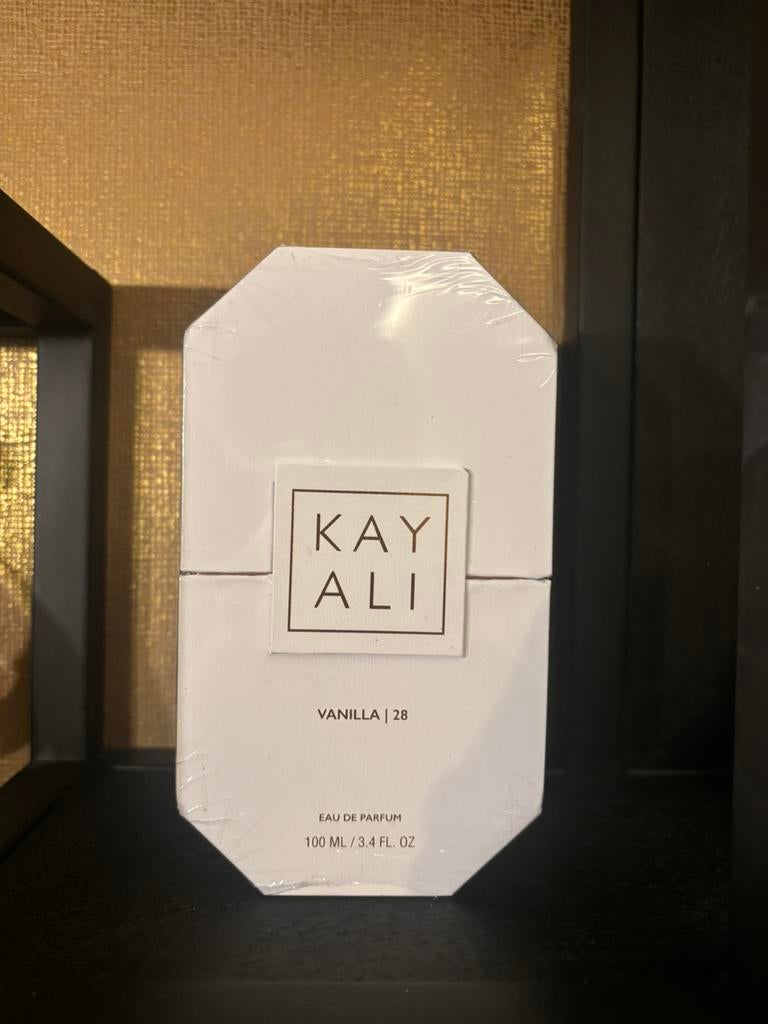 KAY
ALI
VANILLA | 28
EAU DE PARFUM
100 ML / 3.4 FL. OZ